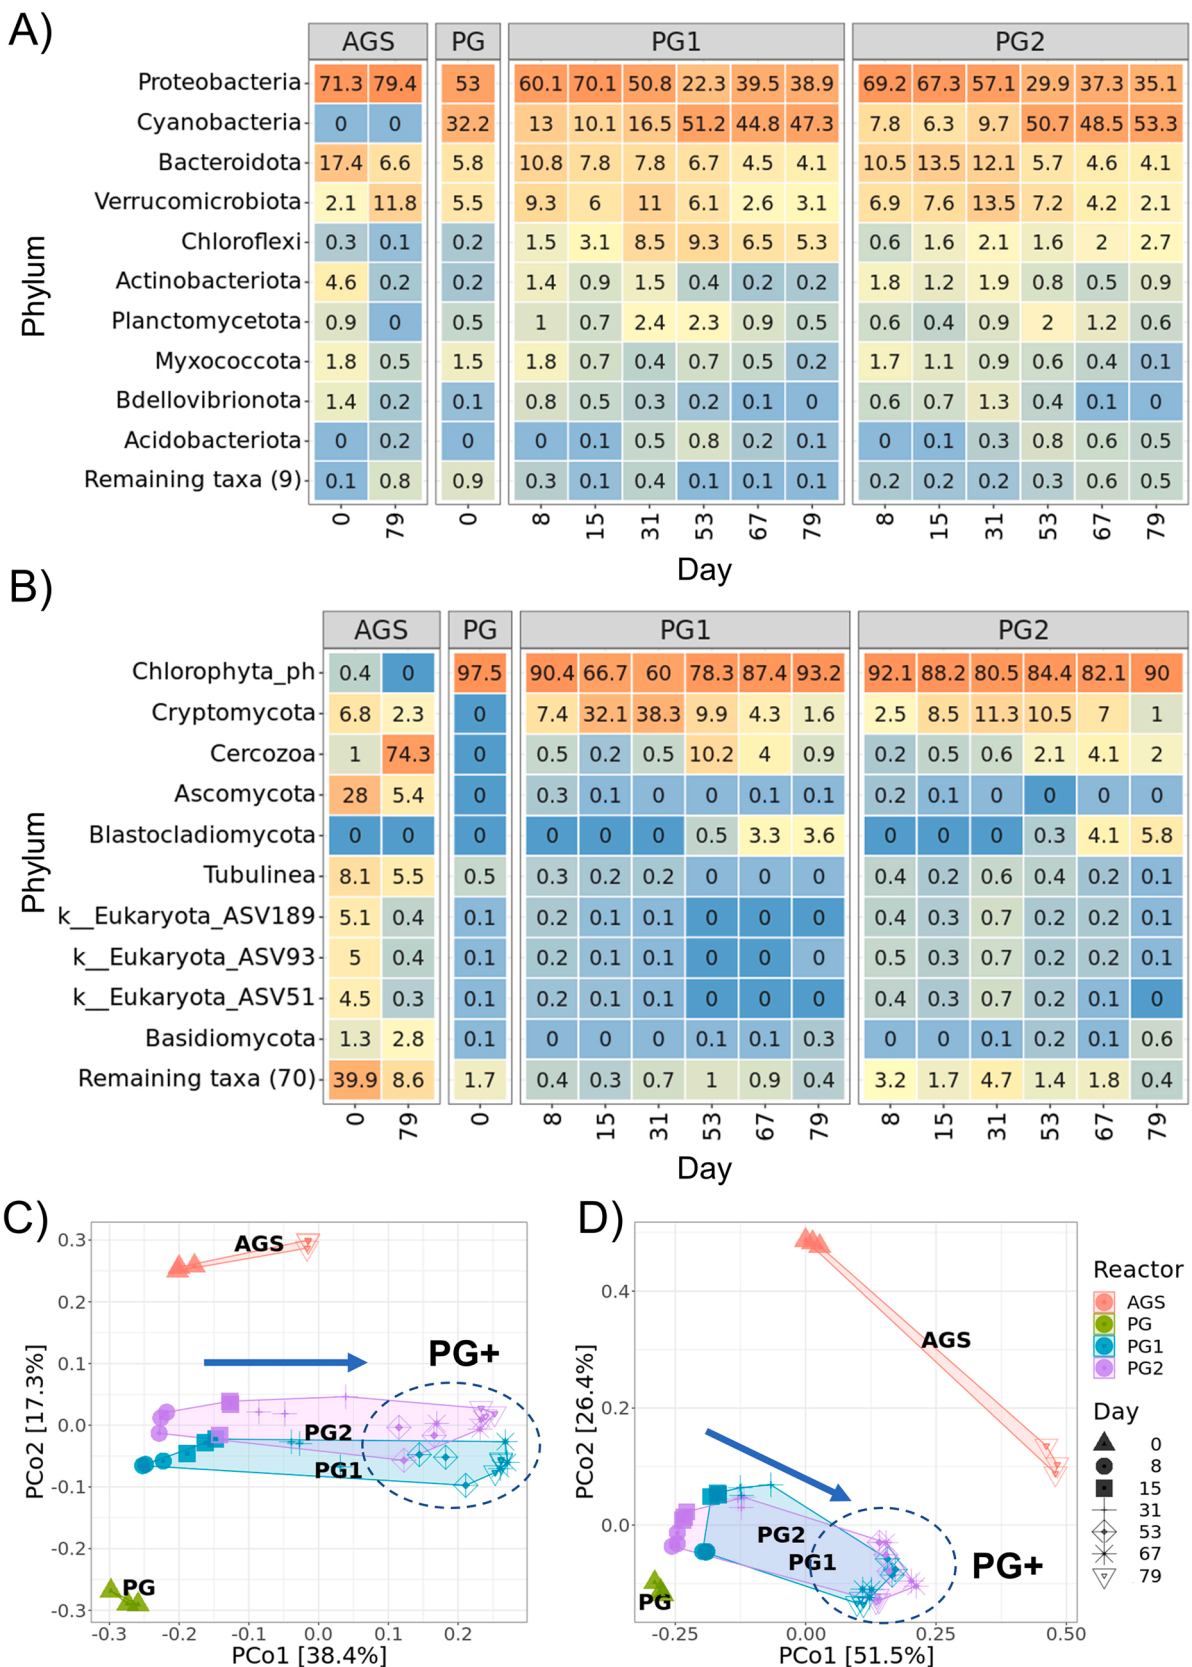 A)
AGS PG PG1 PG2
Proteobacteria 71.3 79.4 53 60.1 70.1 50.8 22.3 39.5 38.9 69.2 67.3 57.1 29.9 37.3 35.1
Cyanobacteria 0 0 32.2 13 10.1 16.5 51.2 44.8 47.3 7.8 6.3 9.7 50.7 48.5 53.3
Bacteroidota 17.4 6.6 5.8 10.8 7.8 7.8 6.7 4.5 4.1 10.5 13.5 12.1 5.7 4.6 4.1
Verrucomicrobiota 2.1 11.8 5.5 9.3 6 11 6.1 2.6 3.1 6.9 7.6 13.5 7.2 4.2 2.1
Chloroflexi 0.3 0.1 0.2 1.5 3.1 8.5 9.3 6.5 5.3 0.6 1.6 2.1 1.6 2 2.7
Actinobacteriota 4.6 0.2 0.2 1.4 0.9 1.5 0.4 0.2 0.2 1.8 1.2 1.9 0.8 0.5 0.9
Planctomycetota 0.9 0 0.5 1 0.7 2.4 2.3 0.9 0.5 0.6 0.4 0.9 2 1.2 0.6
Myxococcota 1.8 0.5 1.5 1.8 0.7 0.4 0.7 0.5 0.2 1.7 1.1 0.9 0.6 0.4 0.1
Bdellovibrionota 1.4 0.2 0.1 0.8 0.5 0.3 0.2 0.1 0 0.6 0.7 1.3 0.4 0.1 0
Acidobacteriota 0 0.2 0 0 0.1 0.5 0.8 0.2 0.1 0 0.1 0.3 0.8 0.6 0.5
Remaining taxa (9) 0.1 0.8 0.9 0.3 0.1 0.4 0.1 0.1 0.1 0.2 0.2 0.2 0.3 0.6 0.5
Phylum
0 79 0 8 15 31 53 67 79 8 15 31 53 67 79
Day
B)
AGS PG PG1 PG2
Chlorophyta_ph 0.4 0 97.5 90.4 66.7 60 78.3 87.4 93.2 92.1 88.2 80.5 84.4 82.1 90
Cryptomycota 6.8 2.3 0 7.4 32.1 38.3 9.9 4.3 1.6 2.5 8.5 11.3 10.5 7 1
Cercozoa 1 74.3 0 0.5 0.2 0.5 10.2 4 0.9 0.2 0.5 0.6 2.1 4.1 2
Ascomycota 28 5.4 0 0.3 0.1 0 0 0.1 0.1 0.2 0.1 0 0 0 0
Blastocladiomycota 0 0 0 0 0 0 0.5 3.3 3.6 0 0 0 0.3 4.1 5.8
Tubulinea 8.1 5.5 0.5 0.3 0.2 0.2 0 0 0 0.4 0.2 0.6 0.4 0.2 0.1
k__Eukaryota_ASV189 5.1 0.4 0.1 0.2 0.1 0.1 0 0 0 0.4 0.3 0.7 0.2 0.2 0.1
k__Eukaryota_ASV93 5 0.4 0.1 0.2 0.1 0.1 0 0 0 0.5 0.3 0.7 0.2 0.2 0.1
k__Eukaryota_ASV51 4.5 0.3 0.1 0.2 0.1 0.1 0 0 0 0.4 0.3 0.7 0.2 0.1 0
Basidiomycota 1.3 2.8 0.1 0 0 0 0.1 0.1 0.3 0 0 0.1 0.2 0.1 0.6
Remaining taxa (70) 39.9 8.6 1.7 0.4 0.3 0.7 1 0.9 0.4 3.2 1.7 4.7 1.4 1.8 0.4
Phylum
0 79 0 8 15 31 53 67 79 8 15 31 53 67 79
Day
C)
PCo2 [17.3%]
0.3
0.2
0.1
0.0
-0.1
-0.2
-0.3
AGS
PG+
PG2
PG1
PG
-0.3 -0.2 -0.1 0.0 0.1 0.2
PCo1 [38.4%]
D)
PCo2 [26.4%]
0.4
0.2
0.0
AGS
PG2
PG1
PG+
PG
-0.25 0.00 0.25 0.50
PCo1 [51.5%]
Reactor
AGS
PG
PG1
PG2
Day
0
8
15
31
53
67
79